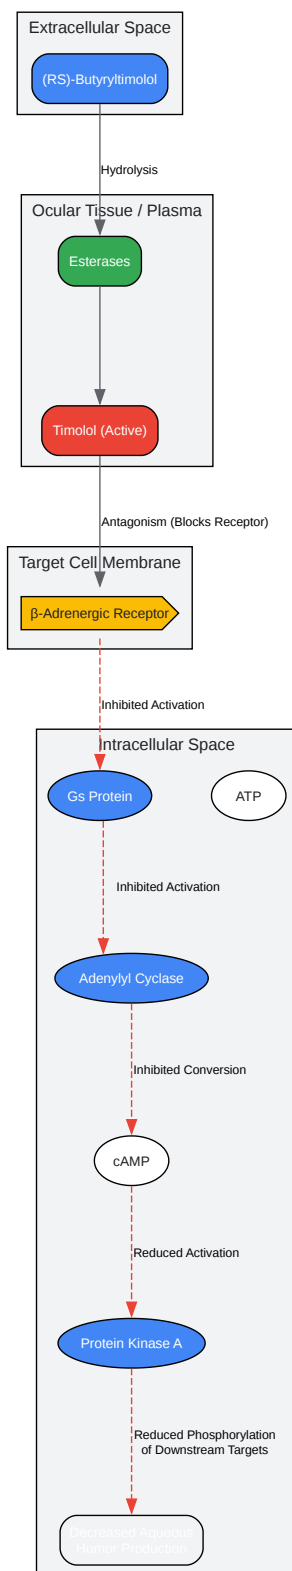 Extracellular Space
(RS)-Butyryltimolol
Hydrolysis
Ocular Tissue / Plasma
Esterases
Timolol (Active)
Antagonism (Blocks Receptor)
Target Cell Membrane
β-Adrenergic Receptor
Inhibited Activation
Intracellular Space
Gs Protein
ATP
Inhibited Activation
Adenylyl Cyclase
Inhibited Conversion
cAMP
Reduced Activation
Protein Kinase A
Reduced Phosphorylation
of Downstream Targets
Decreased Aqueous
Humor Production